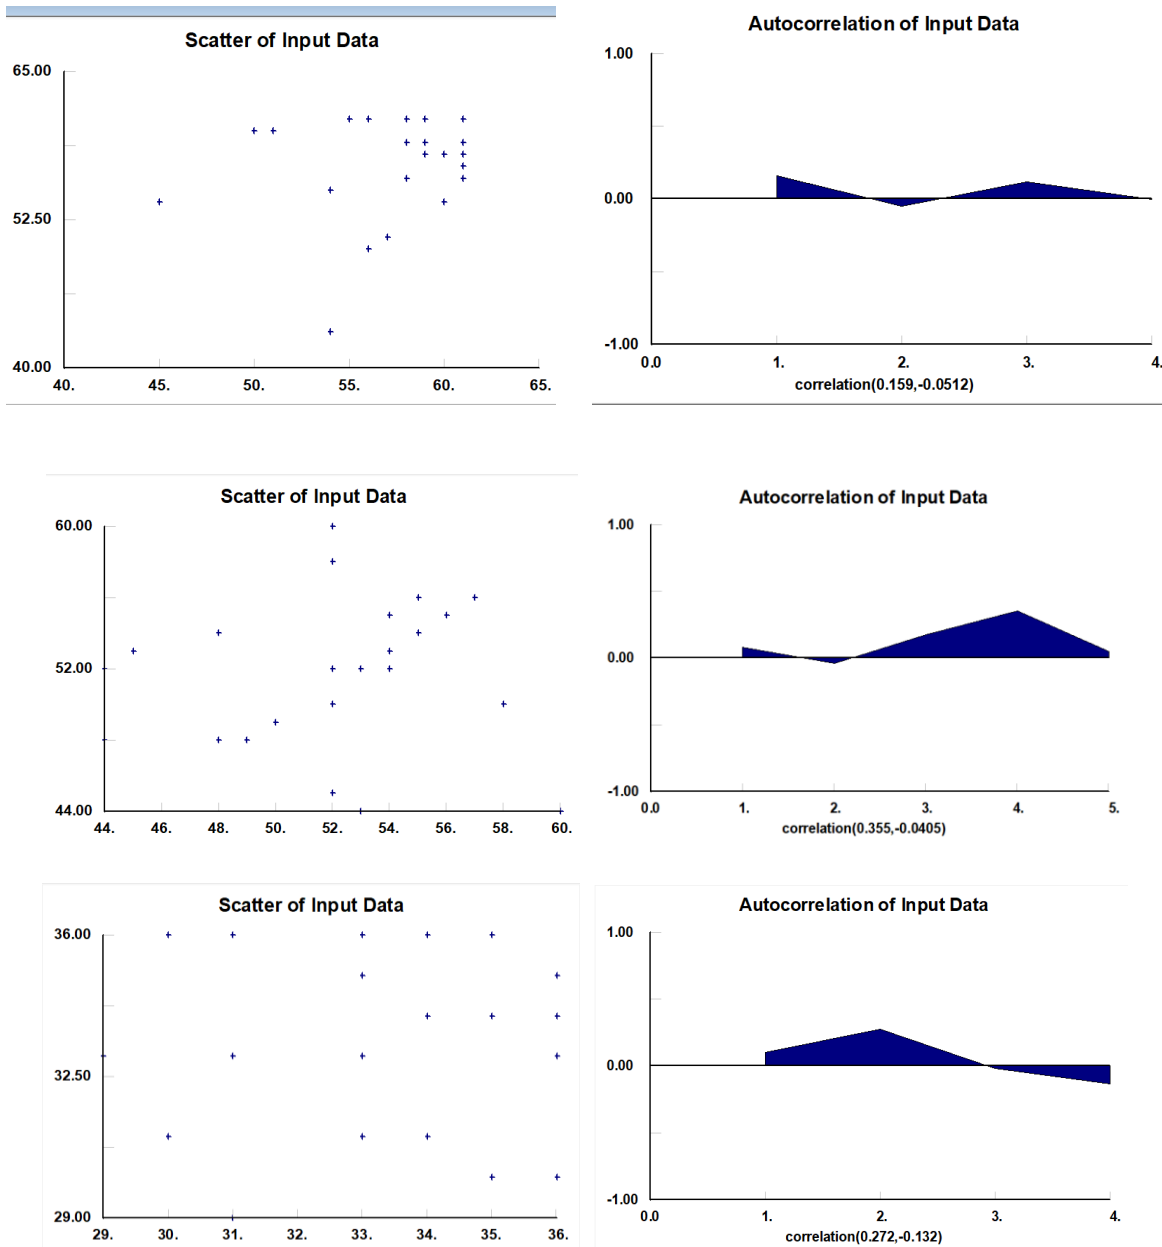 Scatter of Input Data
65.00
52.50
40.00
40. 45. 50. 55. 60. 65.
Autocorrelation of Input Data
1.00
0.00
-1.00
0.0 1. 2. 3. 4.
correlation(0.159,-0.0512)
Scatter of Input Data
60.00
52.00
44.00
44. 46. 48. 50. 52. 54. 56. 58. 60.
Autocorrelation of Input Data
1.00
0.00
-1.00
0.0 1. 2. 3. 4. 5.
correlation(0.355,-0.0405)
Scatter of Input Data
36.00
32.50
29.00
29. 30. 31. 32. 33. 34. 35. 36.
Autocorrelation of Input Data
1.00
0.00
-1.00
0.0 1. 2. 3. 4.
correlation(0.272,-0.132)